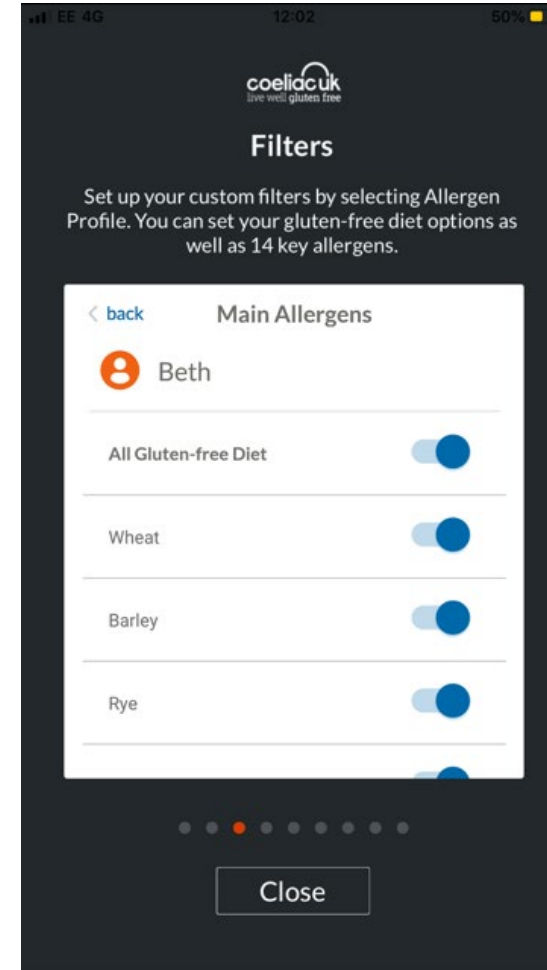 EE 4G 12:02 50%
coeliac uk
live well gluten free
Filters
Set up your custom filters by selecting Allergen
Profile. You can set your gluten-free diet options as
well as 14 key allergens.
back Main Allergens
Beth
All Gluten-free Diet
Wheat
Barley
Rye
Close